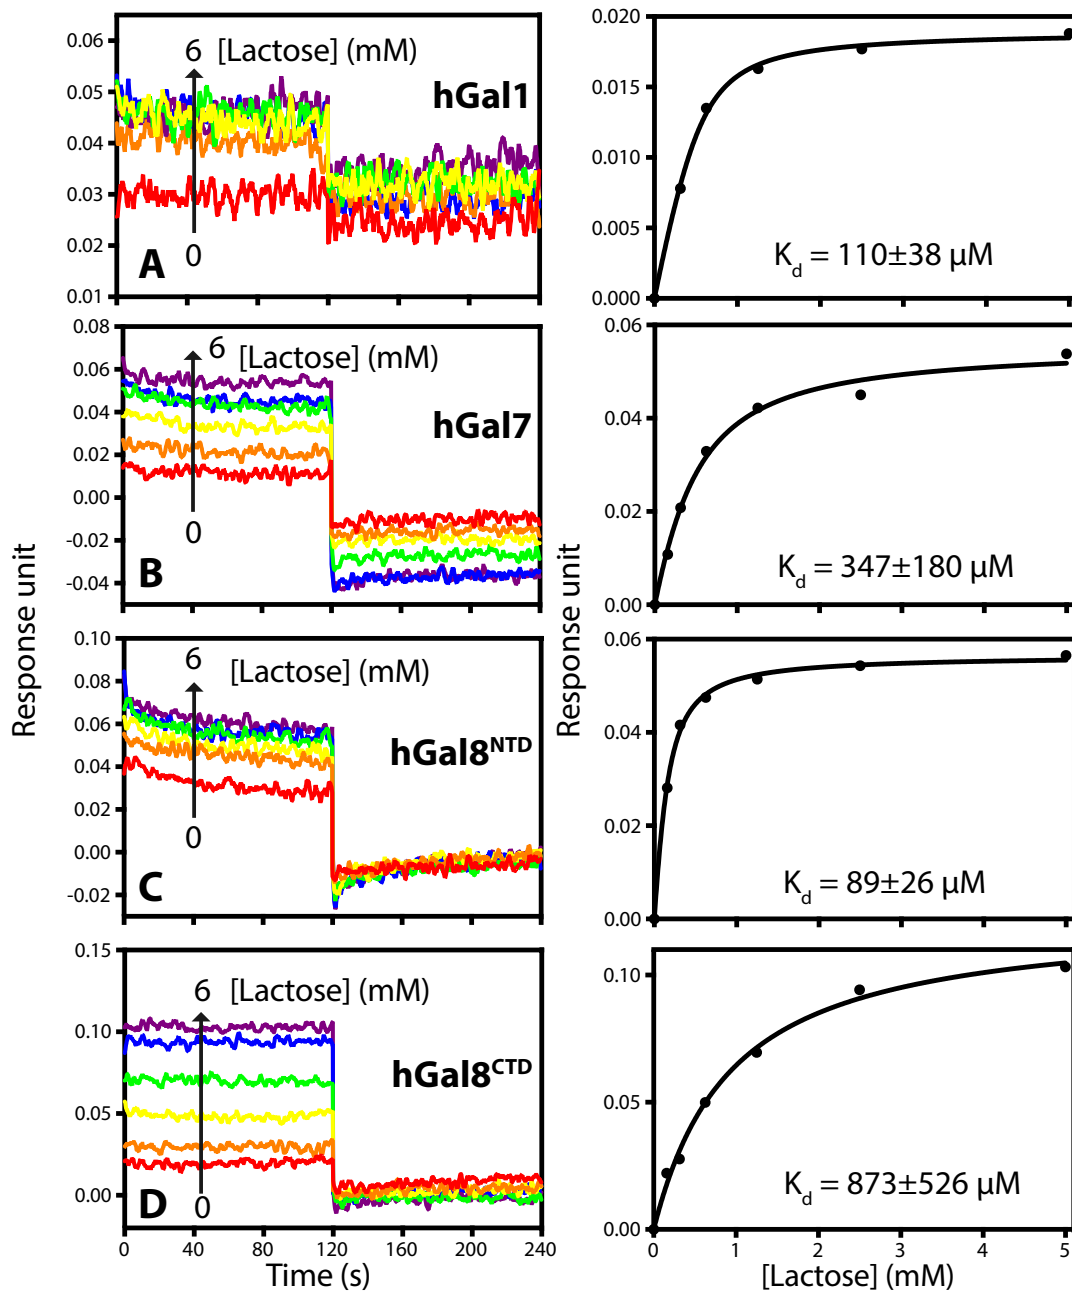 0.06
0.05
0.04
0.03
0.02
0.01
6 [Lactose] (mM)
hGal1
A
0
0.020
0.015
0.010
0.005
0.000
K_d = 110±38 µM
0.08
0.06
0.04
0.02
0.00
-0.02
-0.04
6
[Lactose] (mM)
hGal7
B
0
0.06
0.04
0.02
0.00
K_d = 347±180 µM
Response unit
Response unit
0.10
0.08
0.06
0.04
0.02
0.00
-0.02
6
[Lactose] (mM)
hGal8^NTD
C
0
0.06
0.04
0.02
0.00
K_d = 89±26 µM
0.15
0.10
0.05
0.00
6 [Lactose] (mM)
hGal8^CTD
D
0
0 40 80 120 160 200 240
Time (s)
0.10
0.05
0.00
K_d = 873±526 µM
0 1 2 3 4 5
[Lactose] (mM)